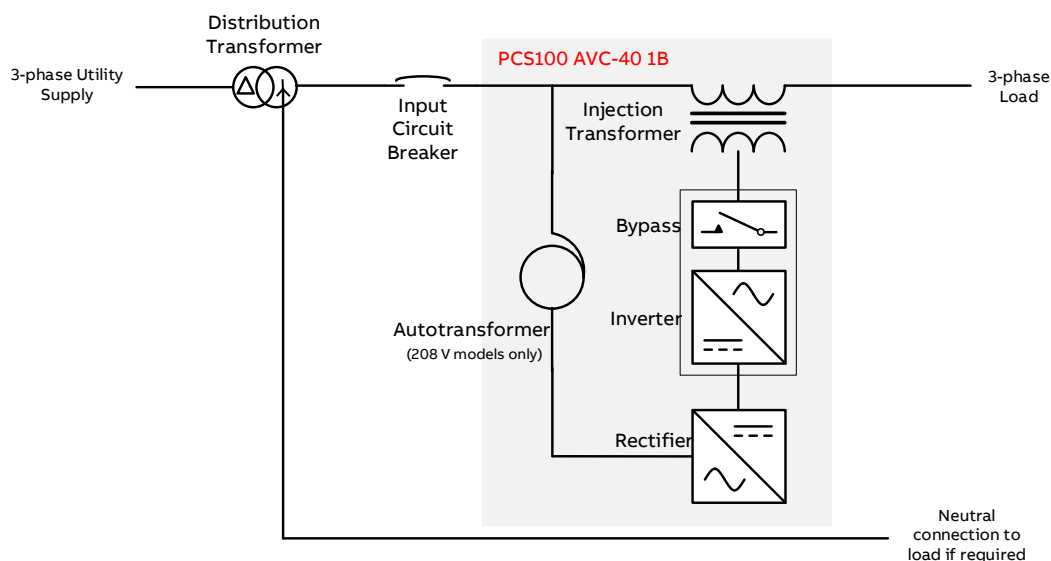 Distribution
Transformer
PCS100 AVC-40 1B
3-phase Utility
Supply
3-phase
Load
Input
Circuit
Breaker
Injection
Transformer
Bypass
Inverter
Autotransformer
(208 V models only)
Rectifier
Neutral
connection to
load if required